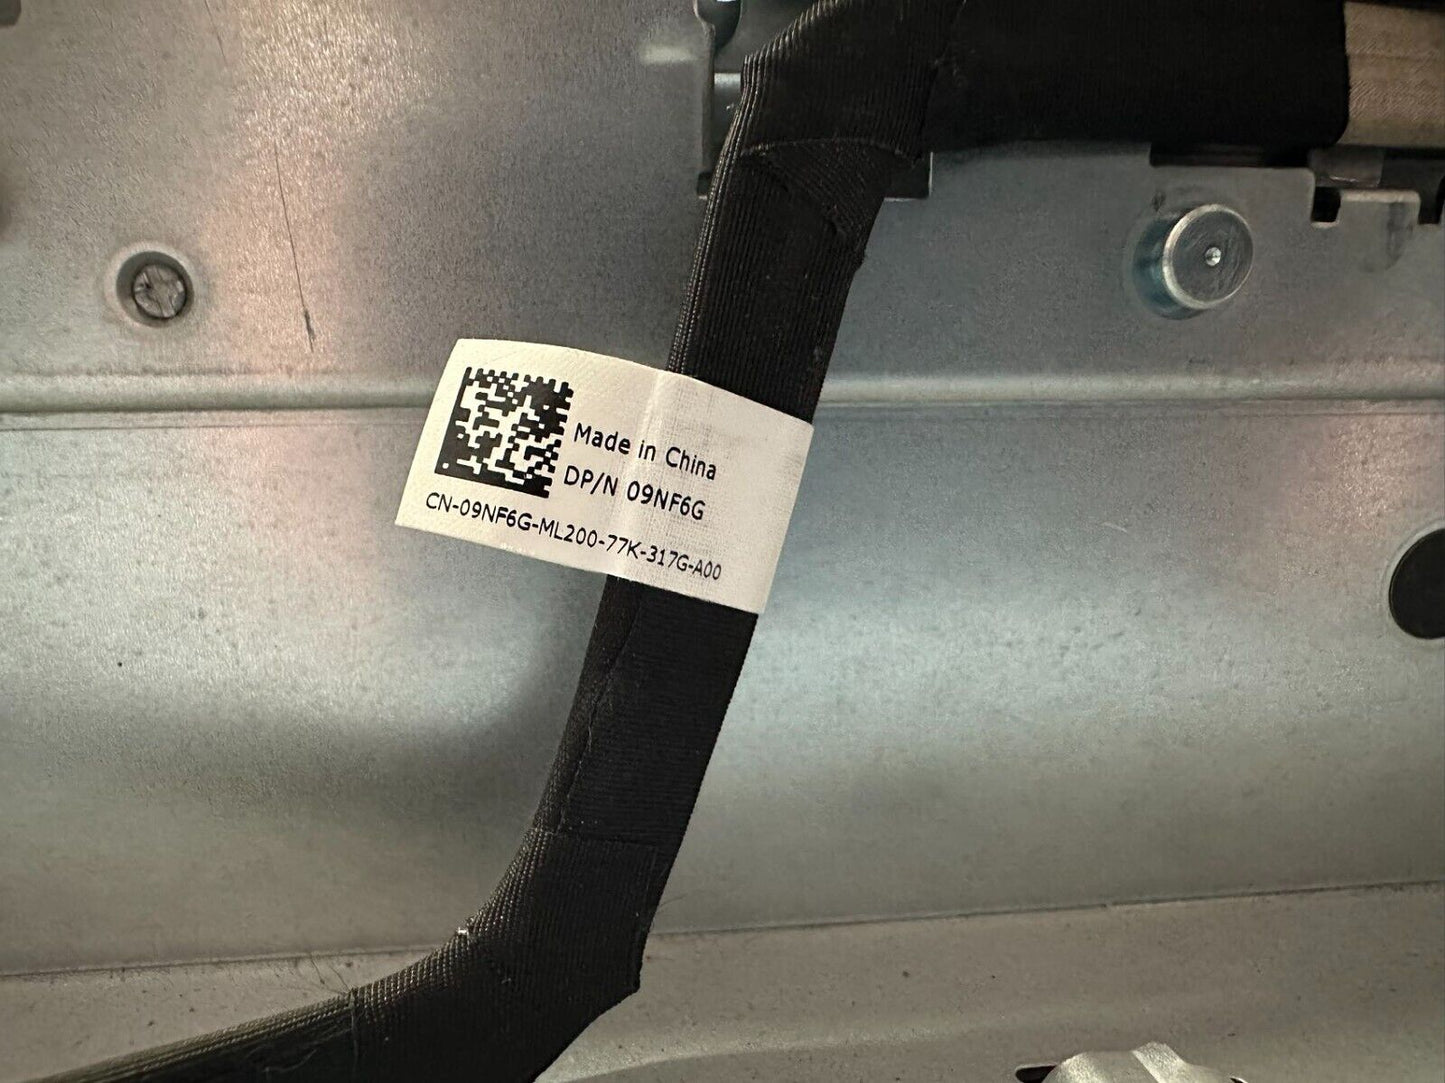 Made in China
DP/N 09NF6G
CN-09NF6G-ML200-77K-317G-A00